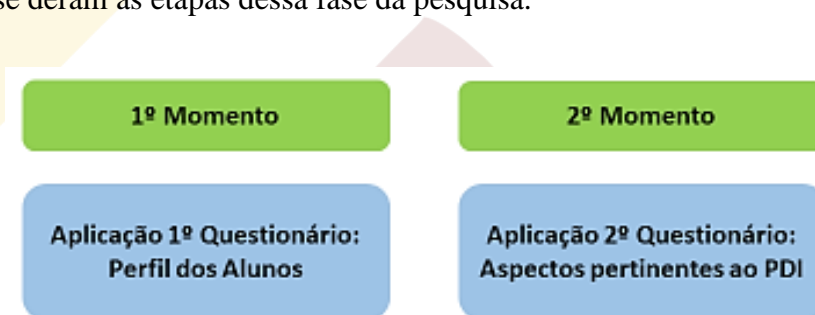 se deram as etapas dessa fase da pesquisa.
1º Momento
2º Momento
Aplicação 1º Questionário:
Perfil dos Alunos
Aplicação 2º Questionário:
Aspectos pertinentes ao PDI